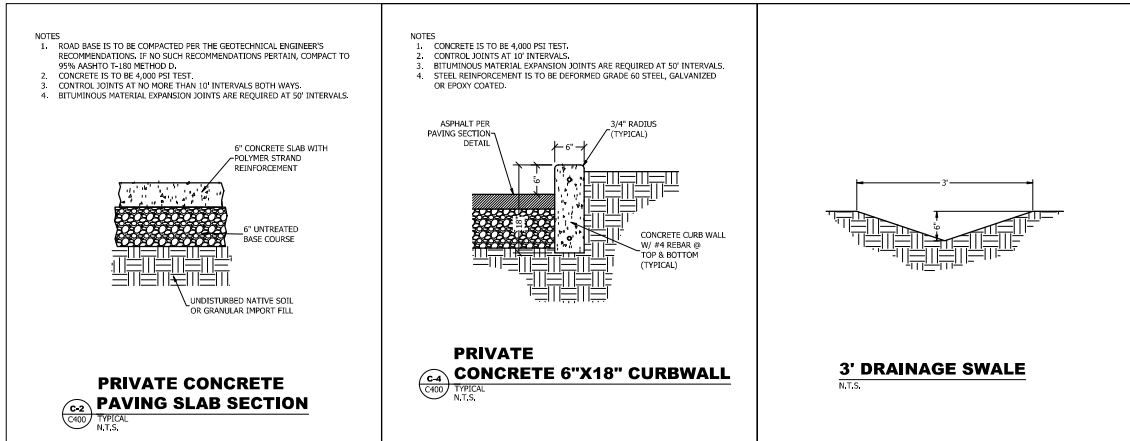 NOTES
1. ROAD BASE IS TO BE COMPACTED PER THE GEOTECHNICAL ENGINEER'S
RECOMMENDATIONS. IF NO SUCH RECOMMENDATIONS PERTAIN, COMPACT TO
95% AASHTO T-180 METHOD D.
2. CONCRETE IS TO BE 4,000 PSI TEST.
3. CONTROL JOINTS AT NO MORE THAN 10' INTERVALS BOTH WAYS.
4. BITUMINOUS MATERIAL EXPANSION JOINTS ARE REQUIRED AT 50' INTERVALS.
6" CONCRETE SLAB WITH
POLYMER STRAND
REINFORCEMENT
6" UNTREATED
BASE COURSE
UNDISTURBED NATIVE SOIL
OR GRANULAR IMPORT FILL
PRIVATE CONCRETE
PAVING SLAB SECTION
C-2
C400
TYPICAL
N.T.S.
NOTES
1. CONCRETE IS TO BE 4,000 PSI TEST.
2. CONTROL JOINTS AT 10' INTERVALS.
3. BITUMINOUS MATERIAL EXPANSION JOINTS ARE REQUIRED AT 50' INTERVALS.
4. STEEL REINFORCEMENT IS TO BE DEFORMED GRADE 60 STEEL, GALVANIZED
OR EPOXY COATED.
ASPHALT PER
PAVING SECTION
DETAIL
3/4" RADIUS
(TYPICAL)
6"
6"
18"
CONCRETE CURB WALL
W/ #4 REBAR @
TOP & BOTTOM
(TYPICAL)
PRIVATE
CONCRETE 6"X18" CURBWALL
C-4
C400
TYPICAL
N.T.S.
3'
6"
3' DRAINAGE SWALE
N.T.S.